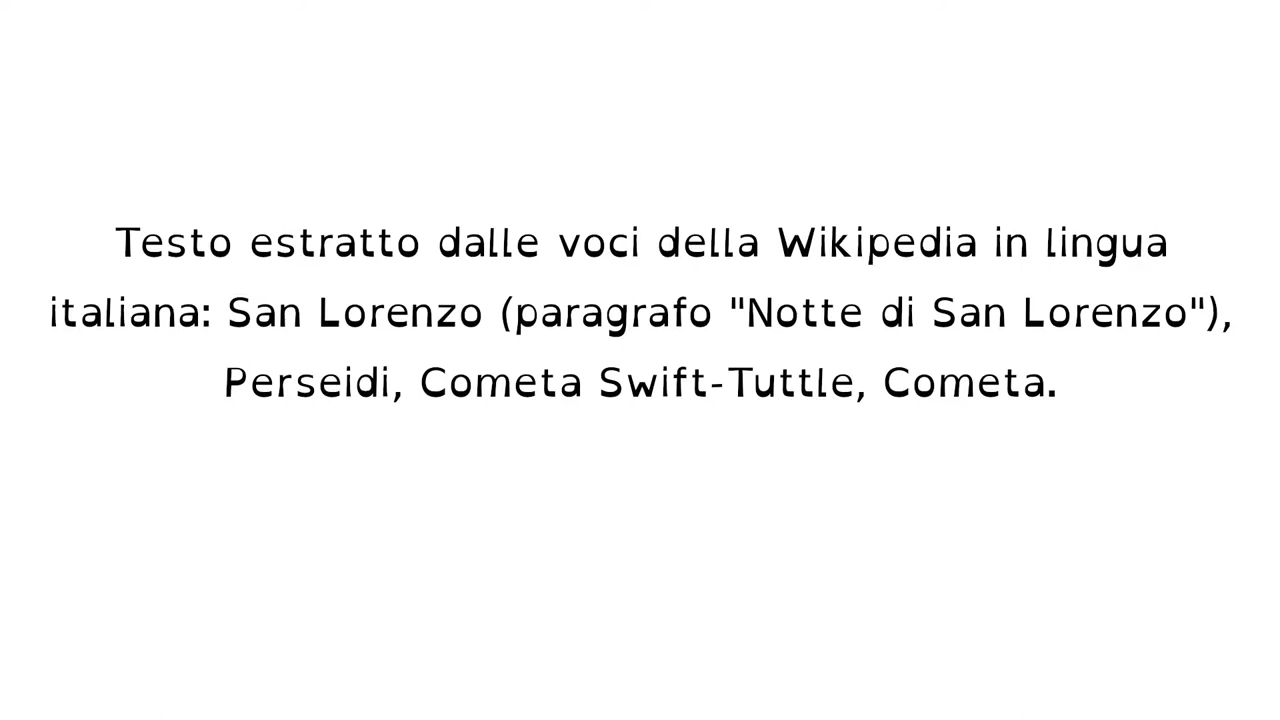 Testo estratto dalle voci della Wikipedia in lingua
italiana: San Lorenzo (paragrafo "Notte di San Lorenzo"),
Perseidi, Cometa Swift-Tuttle, Cometa.